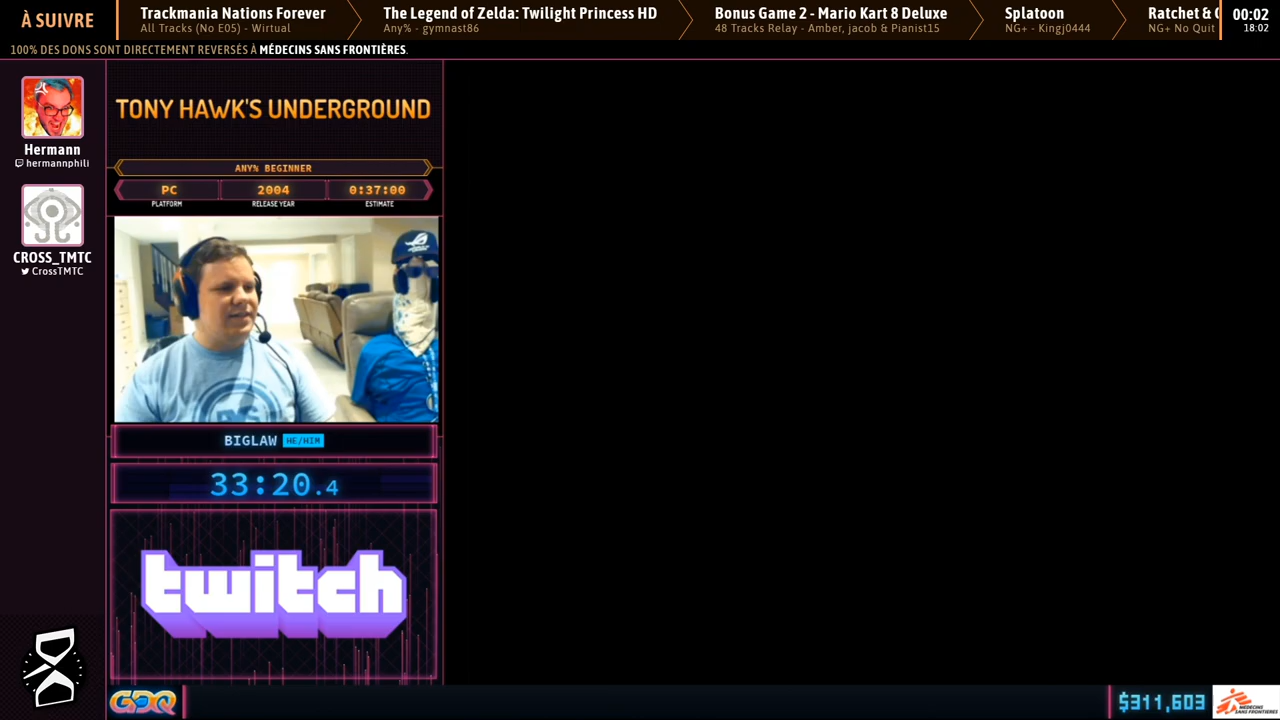 À SUIVRE
Trackmania Nations Forever
All Tracks (No E05) - Wirtual
The Legend of Zelda: Twilight Princess HD
Any% - gymnast86
Bonus Game 2 - Mario Kart 8 Deluxe
48 Tracks Relay - Amber, jacob & Pianist15
Splatoon
NG+ - Kingj0444
Ratchet &
NG+ No Quit
00:02
18:02
100% DES DONS SONT DIRECTEMENT REVERSÉS À MÉDECINS SANS FRONTIÈRES.
Hermann
hermannphili
CROSS_TMTC
CrossTMTC
TONY HAWK'S UNDERGROUND
ANY% BEGINNER
PC
PLATFORM
2004
RELEASE YEAR
0:37:00
ESTIMATE
BIGLAW HE/HIM
33:20.4
twitch
GDQ
$311,603
MEDECINS
SANS FRONTIERES